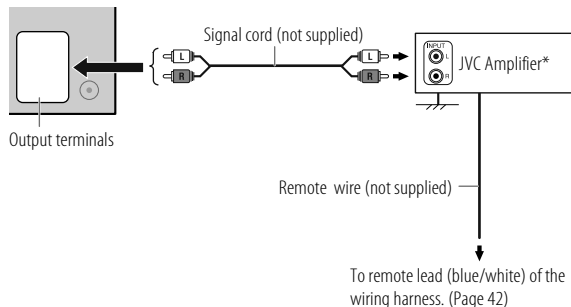 Signal cord (not supplied)
L
R
L
R
INPUT
L
R
JVC Amplifier*
Output terminals
Remote wire (not supplied)
To remote lead (blue/white) of the
wiring harness. (Page 42)